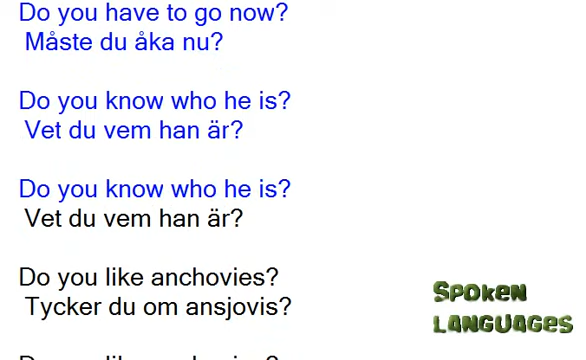 Do you have to go now?
Måste du åka nu?
Do you know who he is?
Vet du vem han är?
Do you know who he is?
Vet du vem han är?
Do you like anchovies?
Tycker du om ansjovis?
Spoken
Languages